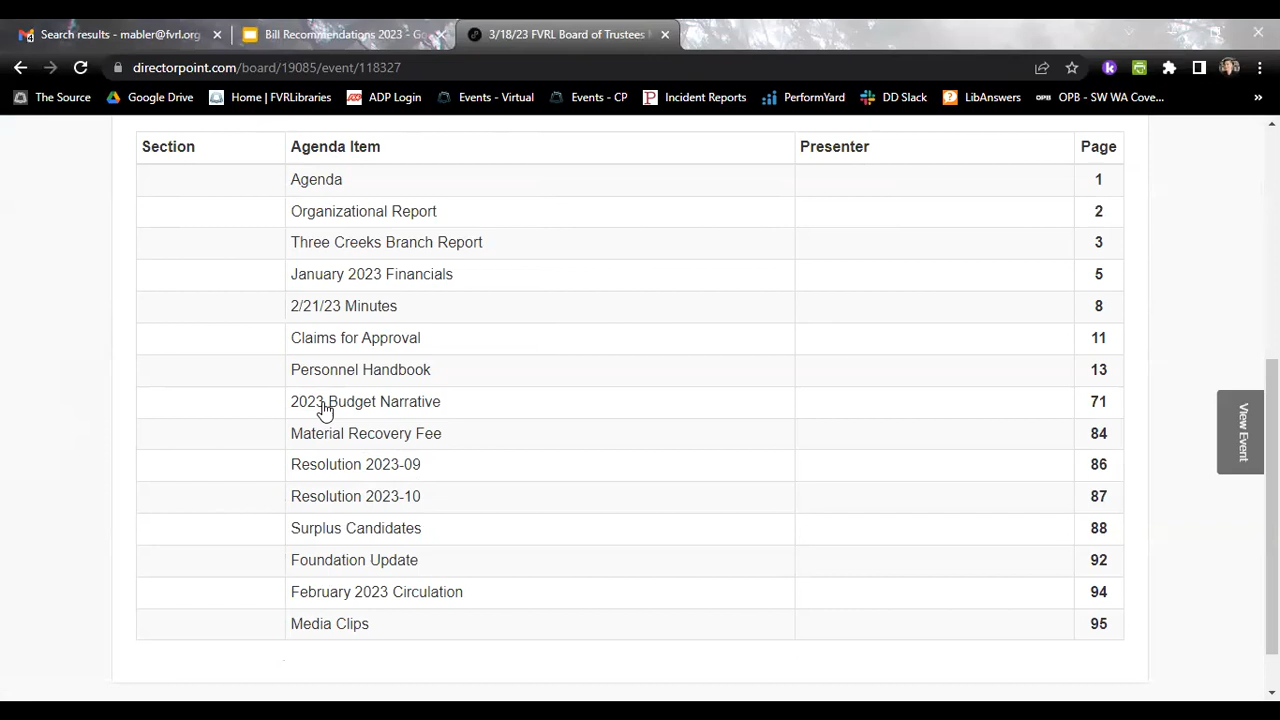 Search results - mabler@fvrl.org
Bill Recommendations 2023 - Go
3/18/23 FVRL Board of Trustees
directorpoint.com/board/19085/event/118327
The Source
Google Drive
Home | FVRLibraries
ADP Login
Events - Virtual
Events - CP
Incident Reports
PerformYard
DD Slack
LibAnswers
OPB - SW WA Cove...
Section Agenda Item Presenter Page
Agenda 1
Organizational Report 2
Three Creeks Branch Report 3
January 2023 Financials 5
2/21/23 Minutes 8
Claims for Approval 11
Personnel Handbook 13
2023 Budget Narrative 71
Material Recovery Fee 84
Resolution 2023-09 86
Resolution 2023-10 87
Surplus Candidates 88
Foundation Update 92
February 2023 Circulation 94
Media Clips 95
View Event